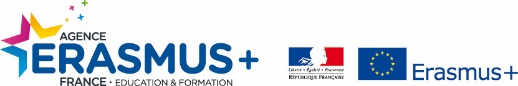 AGENCE
ERASMUS+
FRANCE • EDUCATION & FORMATION
Liberté • Égalité • Fraternité
RÉPUBLIQUE FRANÇAISE
Erasmus+